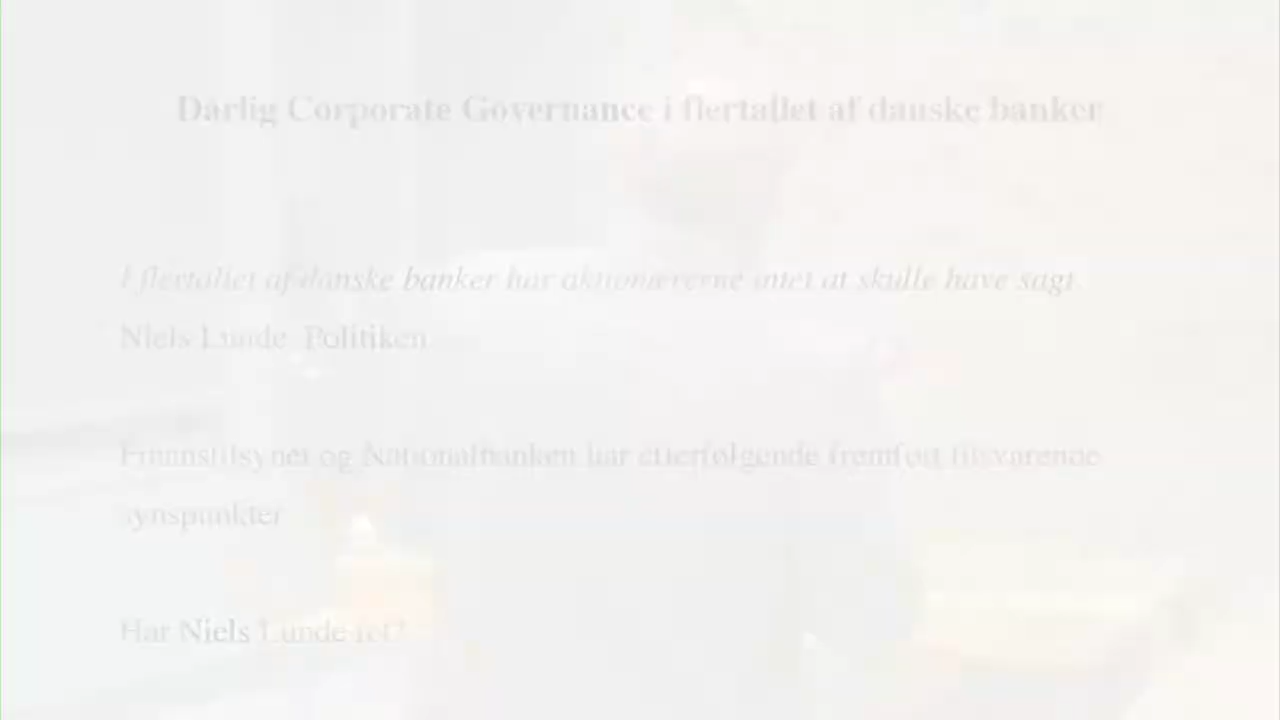 Dårlig Corporate Governance i flertallet af danske banker
I flertallet af danske banker har aktionærerne intet at skulle have sagt.
Niels Lunde, Politiken
Finanstilsynet og Nationalbanken har efterfølgende fremført tilsvarende
synspunkter
Har Niels Lunde ret?